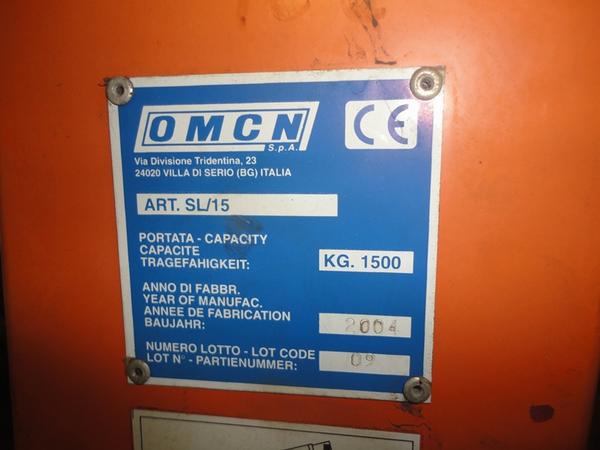 OMCN
S.p.A.
CE
Via Divisione Tridentina, 23
24020 VILLA DI SERIO (BG) ITALIA
ART. SL/15
PORTATA - CAPACITY
CAPACITE
TRAGEFAHIGKEIT:
KG. 1500
ANNO DI FABBR.
YEAR OF MANUFAC.
ANNEE DE FABRICATION
BAUJAHR:
2004
NUMERO LOTTO - LOT CODE
LOT N° - PARTIENUMMER:
09